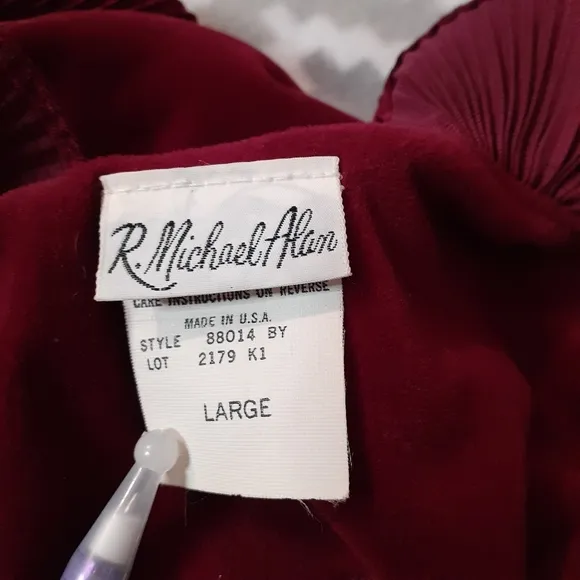 R. Michael Alan
CARE INSTRUCTIONS ON REVERSE
MADE IN U.S.A.
STYLE 88014 BY
LOT 2179 K1
LARGE